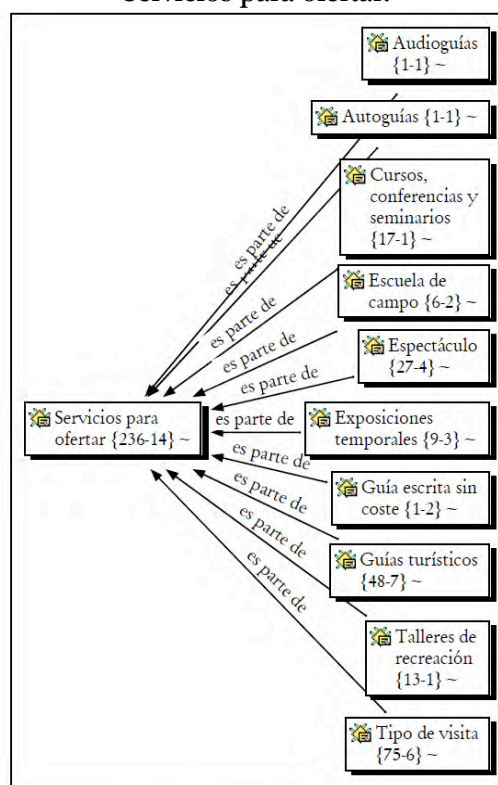 Servicios para ofertar.
Audioguías
{1-1} ~
Autoguías {1-1} ~
Cursos,
conferencias y
seminarios
{17-1} ~
es parte de
es parte de
Escuela de
campo {6-2} ~
es parte de
es parte de
Espectáculo
{27-4} ~
es parte de
Servicios para
ofertar {236-14} ~
es parte de
Exposiciones
temporales {9-3} ~
es parte de
Guía escrita sin
coste {1-2} ~
es parte de
es parte de
Guías turísticos
{48-7} ~
es parte de
Talleres de
recreación
{13-1} ~
Tipo de visita
{75-6} ~